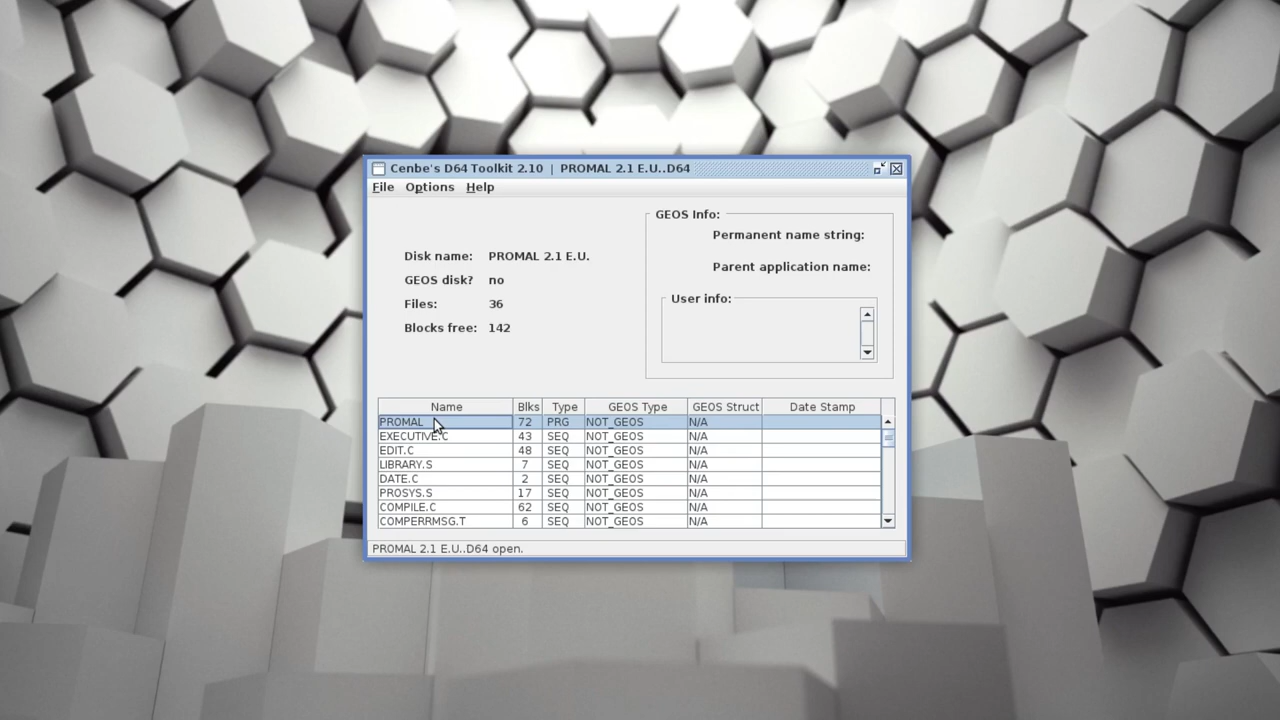 Cenbe's D64 Toolkit 2.10 | PROMAL 2.1 E.U..D64
File Options Help
Disk name: PROMAL 2.1 E.U.
GEOS disk? no
Files: 36
Blocks free: 142
GEOS Info:
Permanent name string:
Parent application name:
User info:
Name Blks Type GEOS Type GEOS Struct Date Stamp
PROMAL 72 PRG NOT_GEOS N/A
EXECUTIVE.C 43 SEQ NOT_GEOS N/A
EDIT.C 48 SEQ NOT_GEOS N/A
LIBRARY.S 7 SEQ NOT_GEOS N/A
DATE.C 2 SEQ NOT_GEOS N/A
PROSYS.S 17 SEQ NOT_GEOS N/A
COMPILE.C 62 SEQ NOT_GEOS N/A
COMPERRMSG.T 6 SEQ NOT_GEOS N/A
PROMAL 2.1 E.U..D64 open.